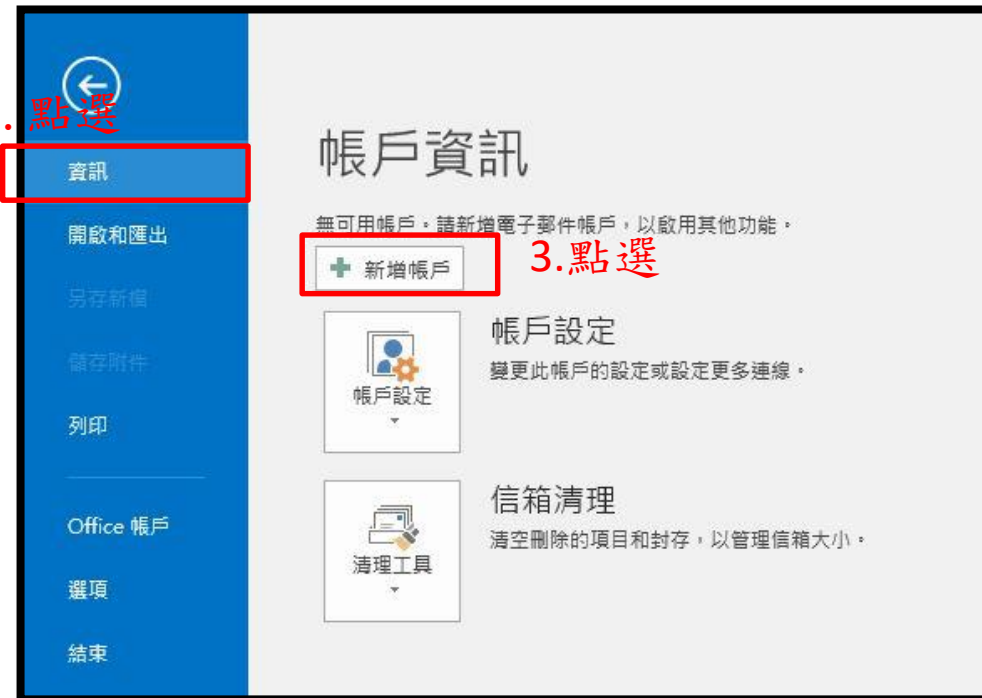 . 點選
資訊
開啟和匯出
另存新檔
儲存附件
列印
Office 帳戶
選項
結束
帳戶資訊
無可用帳戶。請新增電子郵件帳戶，以啟用其他功能。
新增帳戶
3.點選
帳戶設定
帳戶設定
變更此帳戶的設定或設定更多連線。
清理工具
信箱清理
清空刪除的項目和封存，以管理信箱大小。